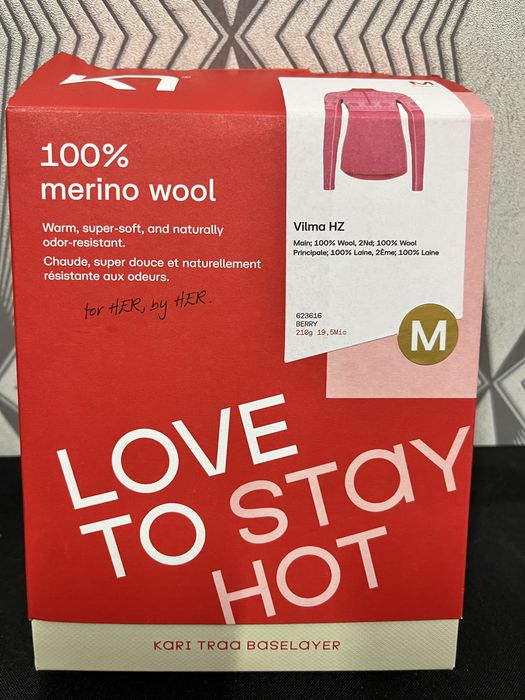 M
100%
merino wool
Warm, super-soft, and naturally
odor-resistant.
Chaude, super douce et naturellement
résistante aux odeurs.
for HER, by HER.
Vilma HZ
Main; 100% Wool, 2Nd; 100% Wool
Principale; 100% Laine, 2Éme; 100% Laine
623616
BERRY
210g 19,5Mic
M
LOVE
TO STaY
HOT
KaRI TRaa BaSELaYER